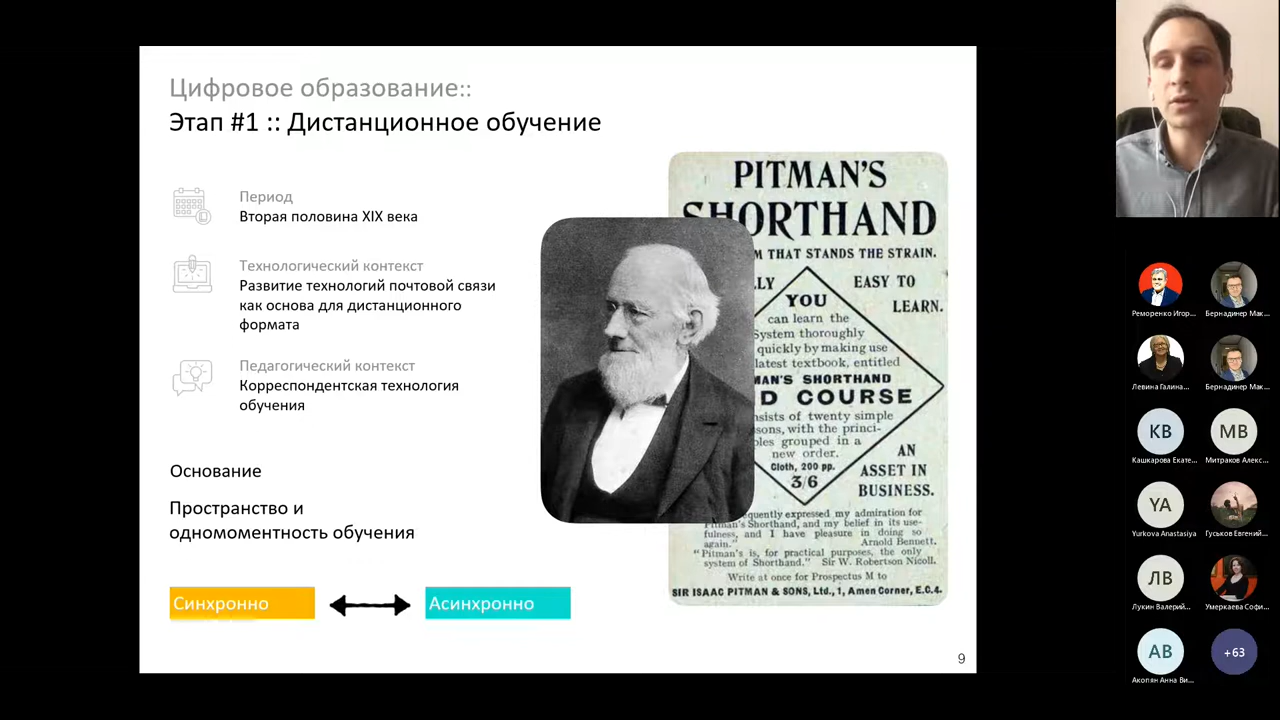 Цифровое образование::
Этап #1 :: Дистанционное обучение
Период
Вторая половина XIX века
Технологический контекст
Развитие технологий почтовой связи
как основа для дистанционного
формата
Педагогический контекст
Корреспондентская технология
обучения
Основание
Пространство и
одномоментность обучения
Синхронно
Асинхронно
PITMAN'S
SHORTHAND
M THAT STANDS THE STRAIN.
LLY EASY TO
LEARN.
YOU
can learn the
System thoroughly
quickly by making use
latest textbook, entitled
MAN'S SHORTHAND
D COURSE
nsists of twenty simple
sons, with the princi-
ples grouped in a
new order.
Cloth, 200 pp.
3/6
AN
ASSET IN
BUSINESS.
equently expressed my admiration for
Pitman's Shorthand, and my belief in its use-
fulness, and I have pleasure in doing so
again." Arnold Bennett.
"Pitman's is, for practical purposes, the only
system of Shorthand." Sir W. Robertson Nicoll.
Write at once for Prospectus M to
SIR ISAAC PITMAN & SONS, Ltd., 1, Amen Corner, E.C.4.
9
Реморенко Игор...
Бернадинер Мак...
Левина Галина...
Бернадинер Мак...
КВ
Кашкарова Екате...
МВ
Митраков Алекс...
YA
Yurkova Anastasiya
Гуськов Евгений...
ЛВ
Лукин Валерий...
Умеркаева Софи...
АВ
Акопян Анна Ви...
+63